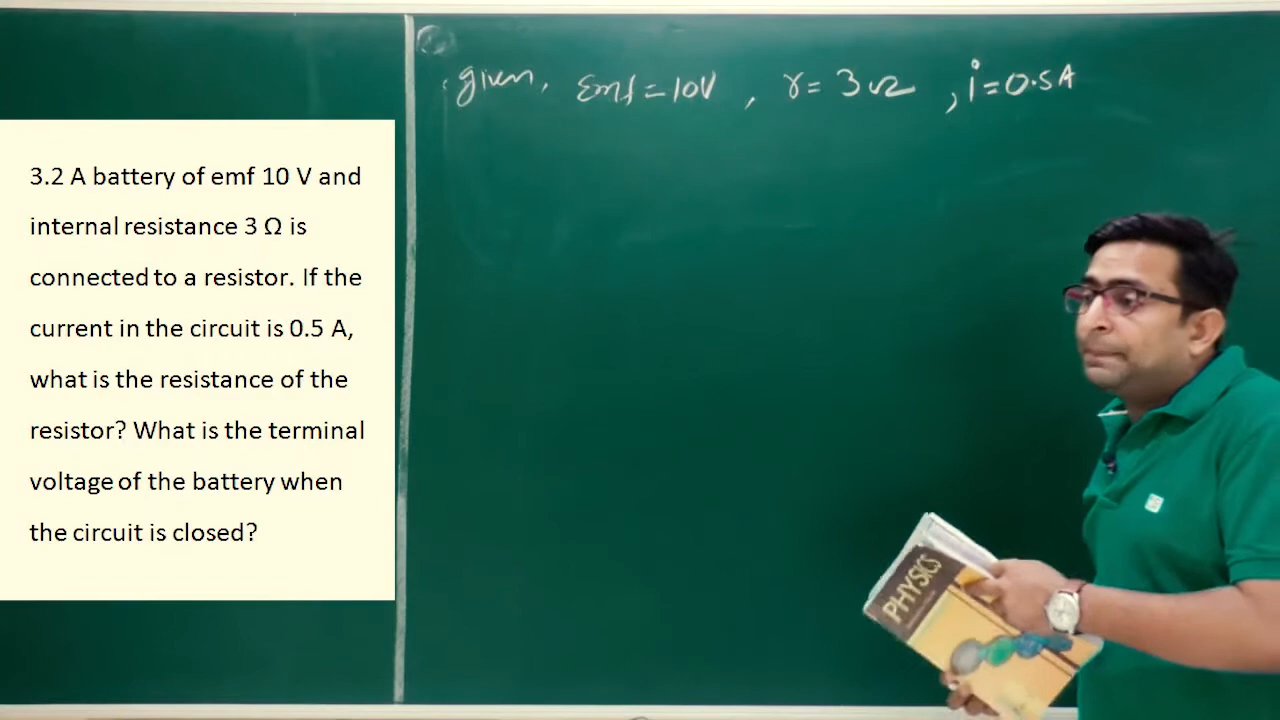 given, Emf = 10V , r = 3 Ω , i = 0.5 A
3.2 A battery of emf 10 V and
internal resistance 3 Ω is
connected to a resistor. If the
current in the circuit is 0.5 A,
what is the resistance of the
resistor? What is the terminal
voltage of the battery when
the circuit is closed?
PHYSICS